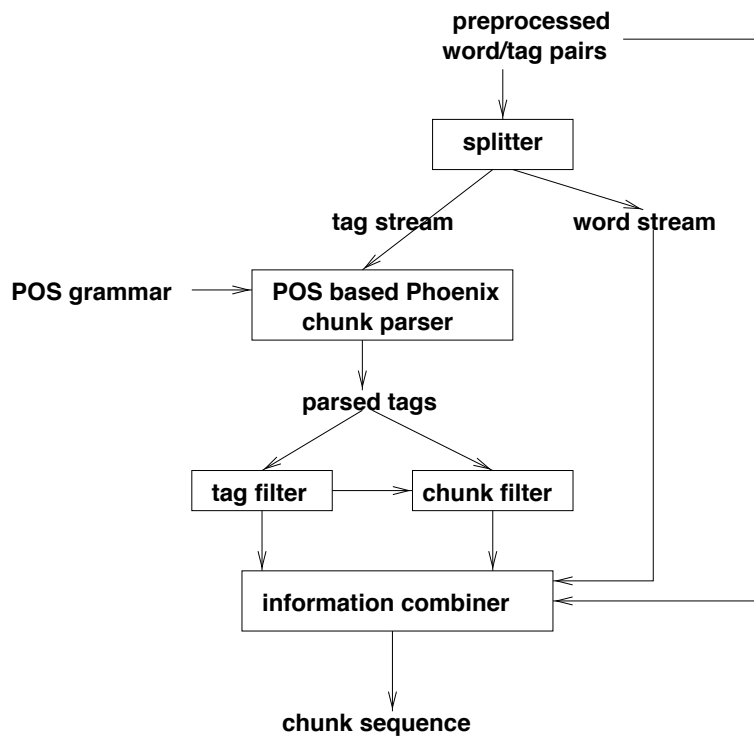 preprocessed
word/tag pairs
splitter
tag stream
word stream
POS grammar
POS based Phoenix
chunk parser
parsed tags
tag filter
chunk filter
information combiner
chunk sequence